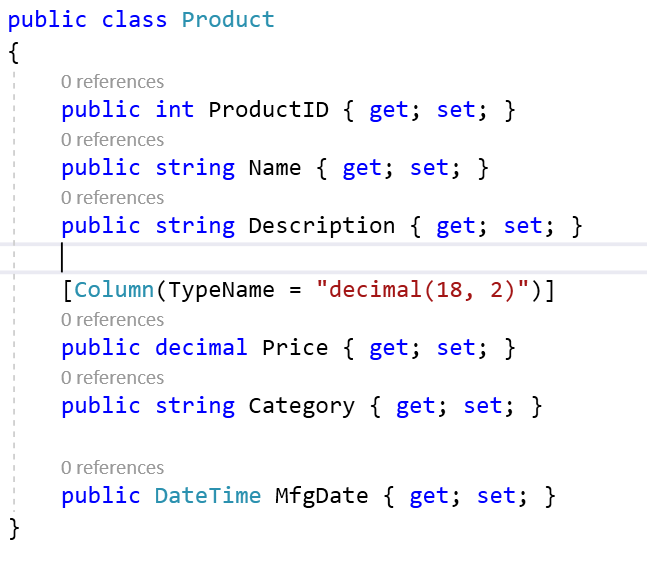 public class Product
{
0 references
public int ProductID { get; set; }
0 references
public string Name { get; set; }
0 references
public string Description { get; set; }
[Column(TypeName = "decimal(18, 2)")]
0 references
public decimal Price { get; set; }
0 references
public string Category { get; set; }
0 references
public DateTime MfgDate { get; set; }
}